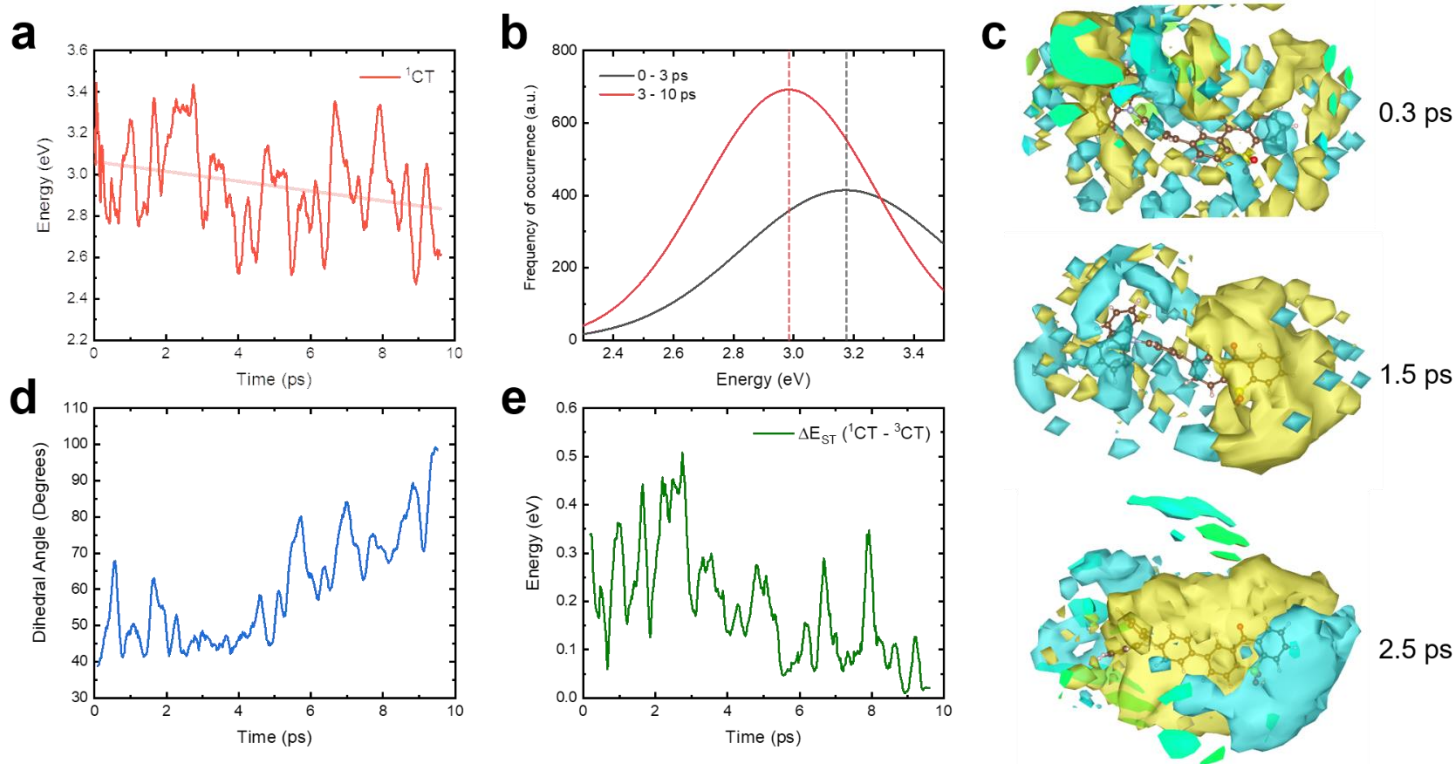 a
3.6
3.4
3.2
3.0
2.8
2.6
2.4
2.2
0 2 4 6 8 10
Energy (eV)
Time (ps)
¹CT
b
800
600
400
200
0
2.4 2.6 2.8 3.0 3.2 3.4
Frequency of occurrence (a.u.)
Energy (eV)
0 - 3 ps
3 - 10 ps
c
0.3 ps
1.5 ps
2.5 ps
d
110
100
90
80
70
60
50
40
30
0 2 4 6 8 10
Dihedral Angle (Degrees)
Time (ps)
e
0.6
0.5
0.4
0.3
0.2
0.1
0.0
0 2 4 6 8 10
Energy (eV)
Time (ps)
ΔE_ST (¹CT - ³CT)